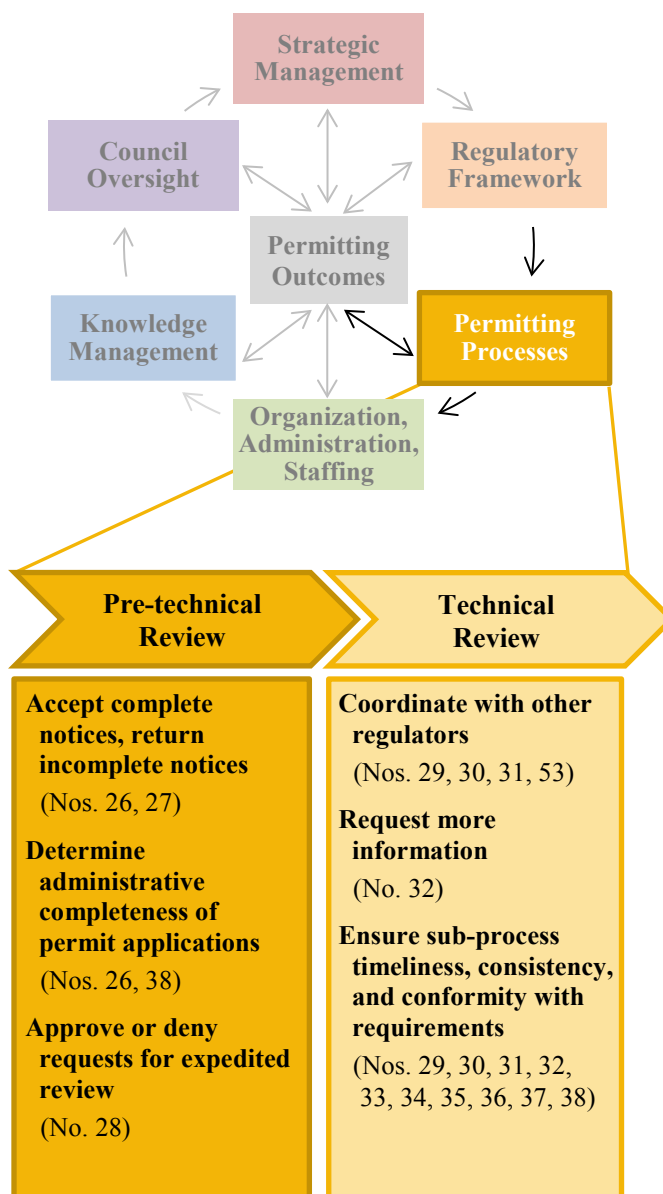 Strategic
Management
Council
Oversight
Regulatory
Framework
Permitting
Outcomes
Knowledge
Management
Permitting
Processes
Organization,
Administration,
Staffing
Pre-technical
Review
Technical
Review
Accept complete
notices, return
incomplete notices
(Nos. 26, 27)
Determine
administrative
completeness of
permit applications
(Nos. 26, 38)
Approve or deny
requests for expedited
review
(No. 28)
Coordinate with other
regulators
(Nos. 29, 30, 31, 53)
Request more
information
(No. 32)
Ensure sub-process
timeliness, consistency,
and conformity with
requirements
(Nos. 29, 30, 31, 32,
33, 34, 35, 36, 37, 38)